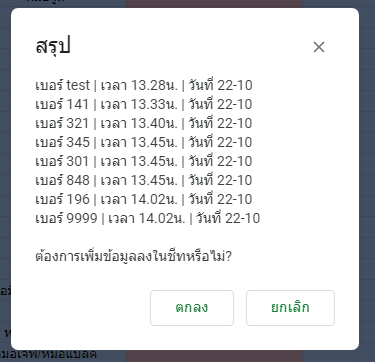 สรุป
เบอร์ test | เวลา 13.28น. | วันที่ 22-10
เบอร์ 141 | เวลา 13.33น. | วันที่ 22-10
เบอร์ 321 | เวลา 13.40น. | วันที่ 22-10
เบอร์ 345 | เวลา 13.45น. | วันที่ 22-10
เบอร์ 301 | เวลา 13.45น. | วันที่ 22-10
เบอร์ 848 | เวลา 13.45น. | วันที่ 22-10
เบอร์ 196 | เวลา 14.02น. | วันที่ 22-10
เบอร์ 9999 | เวลา 14.02น. | วันที่ 22-10
ต้องการเพิ่มข้อมูลลงในชีทหรือไม่?
ตกลง ยกเลิก